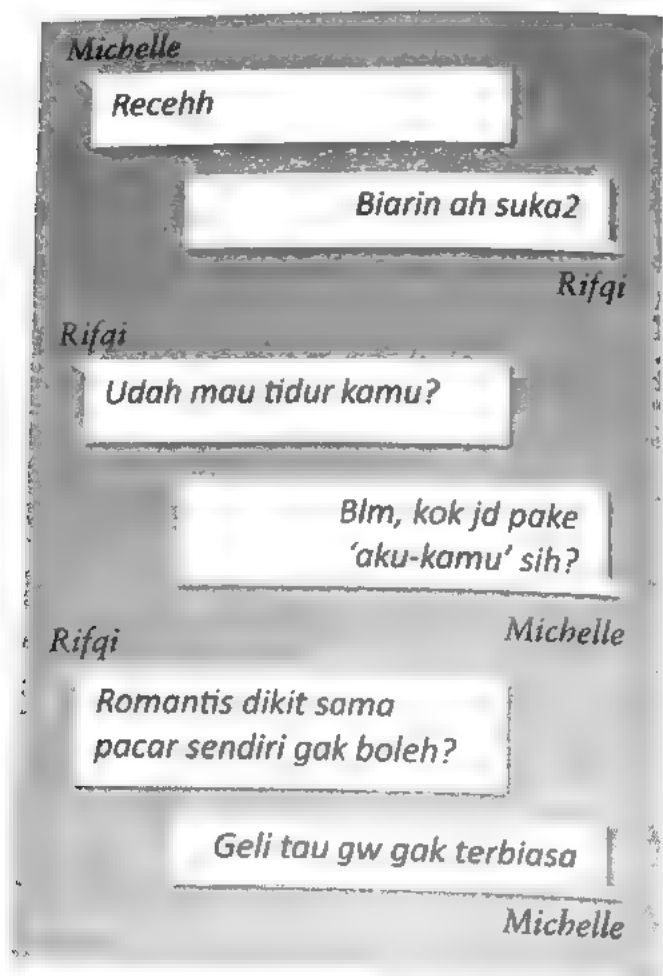 Michelle
Recehh
Biarin ah suka2
Rifqi
Rifqi
Udah mau tidur kamu?
Blm, kok jd pake
‘aku-kamu’ sih?
Michelle
Rifqi
Romantis dikit sama
pacar sendiri gak boleh?
Geli tau gw gak terbiasa
Michelle